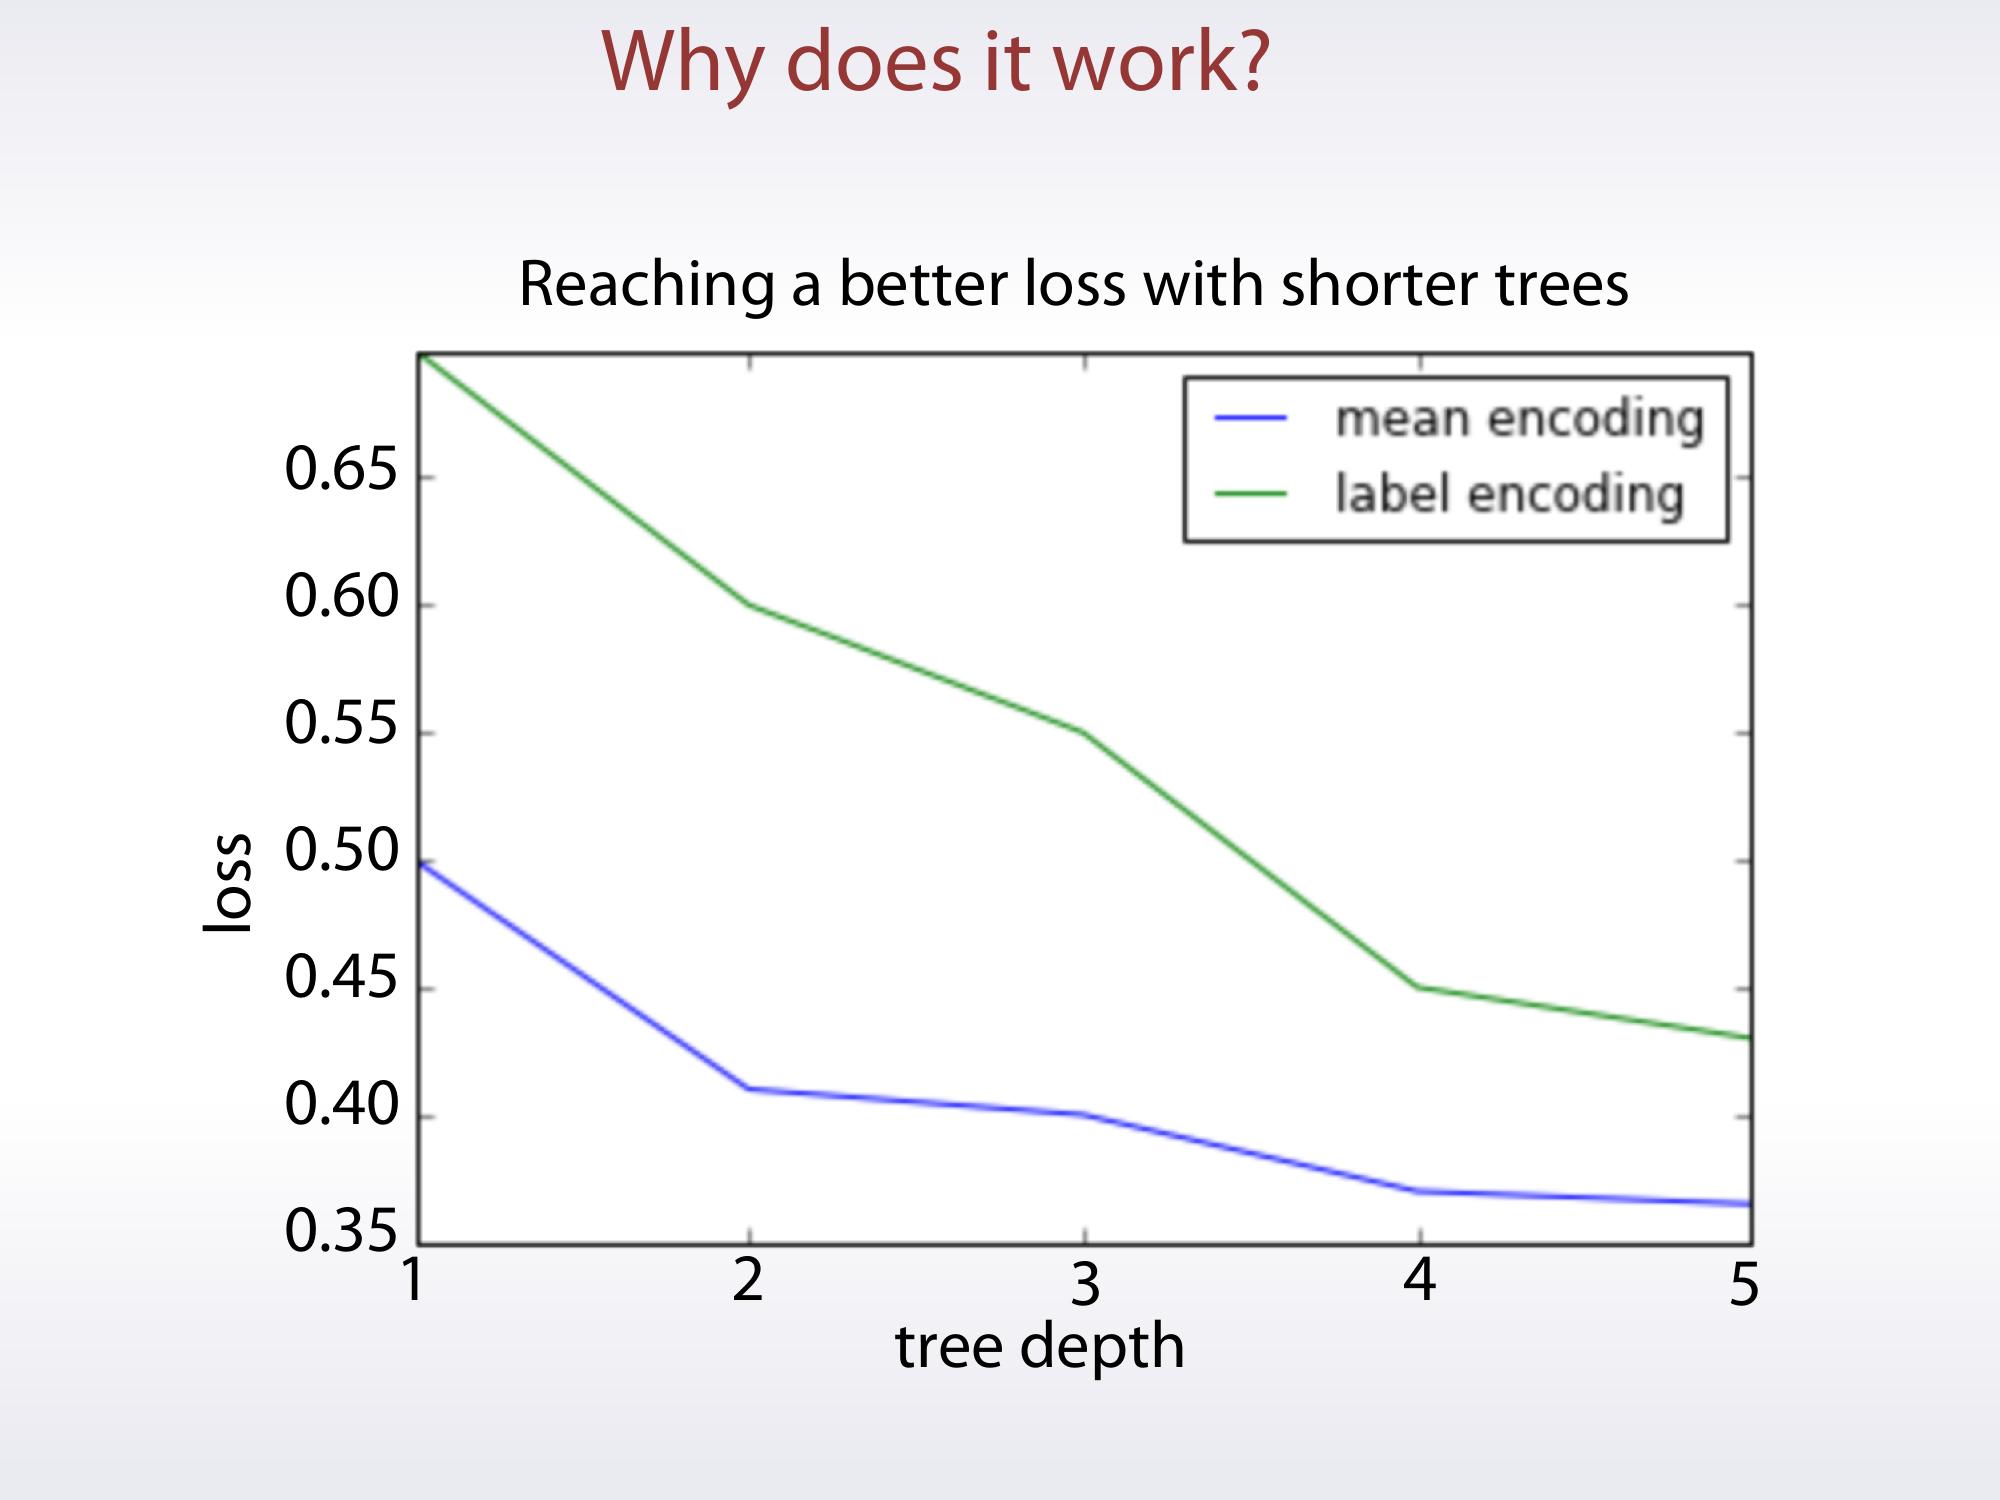 Why does it work?
Reaching a better loss with shorter trees
mean encoding
label encoding
0.65
0.60
0.55
0.50
0.45
0.40
0.35
loss
1 2 3 4 5
tree depth